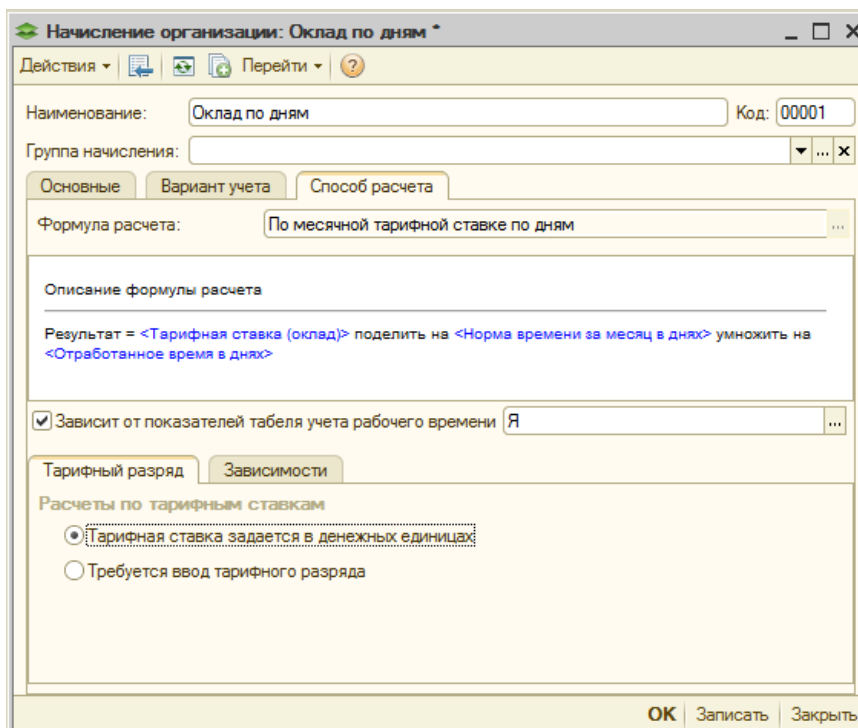 Начисление организации: Оклад по дням *
Действия Перейти
Наименование: Оклад по дням Код: 00001
Группа начисления:
Основные Вариант учета Способ расчета
Формула расчета: По месячной тарифной ставке по дням ...
Описание формулы расчета
Результат = <Тарифная ставка (оклад)> поделить на <Норма времени за месяц в днях> умножить на
<Отработанное время в днях>
Зависит от показателей табеля учета рабочего времени Я ...
Тарифный разряд Зависимости
Расчеты по тарифным ставкам
Тарифная ставка задается в денежных единицах
Требуется ввод тарифного разряда
OK Записать Закрыть